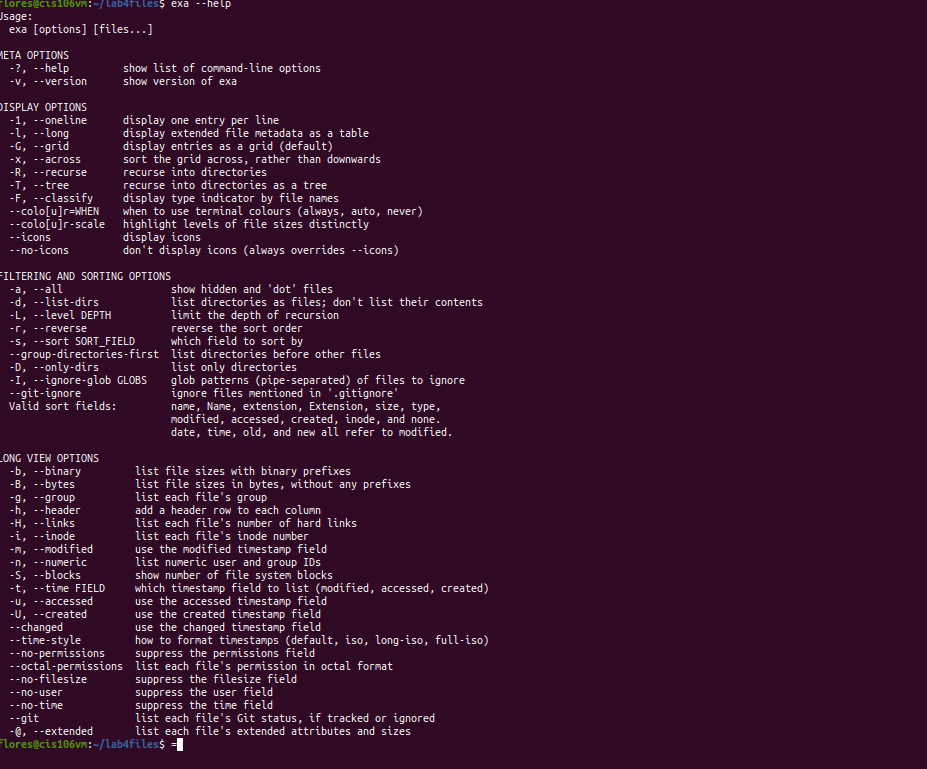 flores@cis106vm:~/lab4files$ exa --help
Usage:
  exa [options] [files...]

META OPTIONS
  -?, --help         show list of command-line options
  -v, --version      show version of exa

DISPLAY OPTIONS
  -1, --oneline      display one entry per line
  -l, --long         display extended file metadata as a table
  -G, --grid         display entries as a grid (default)
  -x, --across       sort the grid across, rather than downwards
  -R, --recurse      recurse into directories
  -T, --tree         recurse into directories as a tree
  -F, --classify     display type indicator by file names
  --colo[u]r=WHEN    when to use terminal colours (always, auto, never)
  --colo[u]r-scale   highlight levels of file sizes distinctly
  --icons            display icons
  --no-icons         don't display icons (always overrides --icons)

FILTERING AND SORTING OPTIONS
  -a, --all                  show hidden and 'dot' files
  -d, --list-dirs            list directories as files; don't list their contents
  -L, --level DEPTH          limit the depth of recursion
  -r, --reverse              reverse the sort order
  -s, --sort SORT_FIELD      which field to sort by
  --group-directories-first  list directories before other files
  -D, --only-dirs            list only directories
  -I, --ignore-glob GLOBS    glob patterns (pipe-separated) of files to ignore
  --git-ignore               ignore files mentioned in '.gitignore'
  Valid sort fields:         name, Name, extension, Extension, size, type,
                             modified, accessed, created, inode, and none.
                             date, time, old, and new all refer to modified.

LONG VIEW OPTIONS
  -b, --binary         list file sizes with binary prefixes
  -B, --bytes          list file sizes in bytes, without any prefixes
  -g, --group          list each file's group
  -h, --header         add a header row to each column
  -H, --links          list each file's number of hard links
  -i, --inode          list each file's inode number
  -m, --modified       use the modified timestamp field
  -n, --numeric        list numeric user and group IDs
  -S, --blocks         show number of file system blocks
  -t, --time FIELD     which timestamp field to list (modified, accessed, created)
  -u, --accessed       use the accessed timestamp field
  -U, --created        use the created timestamp field
  --changed            use the changed timestamp field
  --time-style         how to format timestamps (default, iso, long-iso, full-iso)
  --no-permissions     suppress the permissions field
  --octal-permissions  list each file's permission in octal format
  --no-filesize        suppress the filesize field
  --no-user            suppress the user field
  --no-time            suppress the time field
  --git                list each file's Git status, if tracked or ignored
  -@, --extended       list each file's extended attributes and sizes
flores@cis106vm:~/lab4files$ =